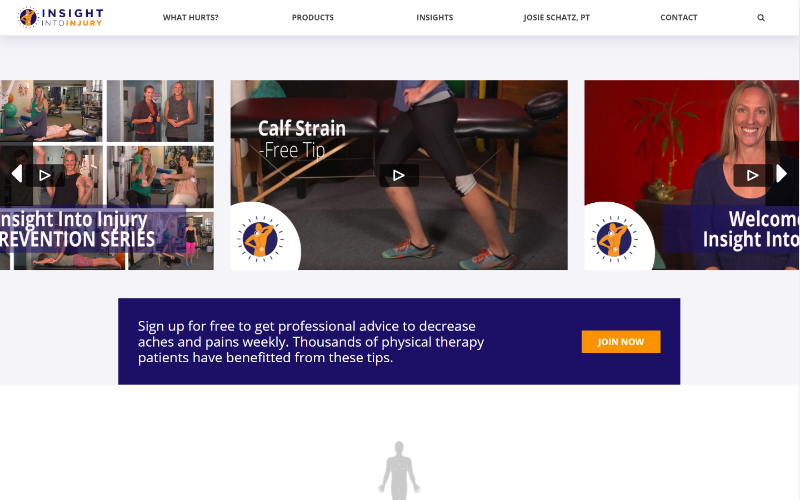 INSIGHT
INTOINJURY
WHAT HURTS?
PRODUCTS
INSIGHTS
JOSIE SCHATZ, PT
CONTACT
nsight Into Injury
REVENTION SERIES
Calf Strain
-Free Tip
Welcom
Insight Into
Sign up for free to get professional advice to decrease
aches and pains weekly. Thousands of physical therapy
patients have benefitted from these tips.
JOIN NOW